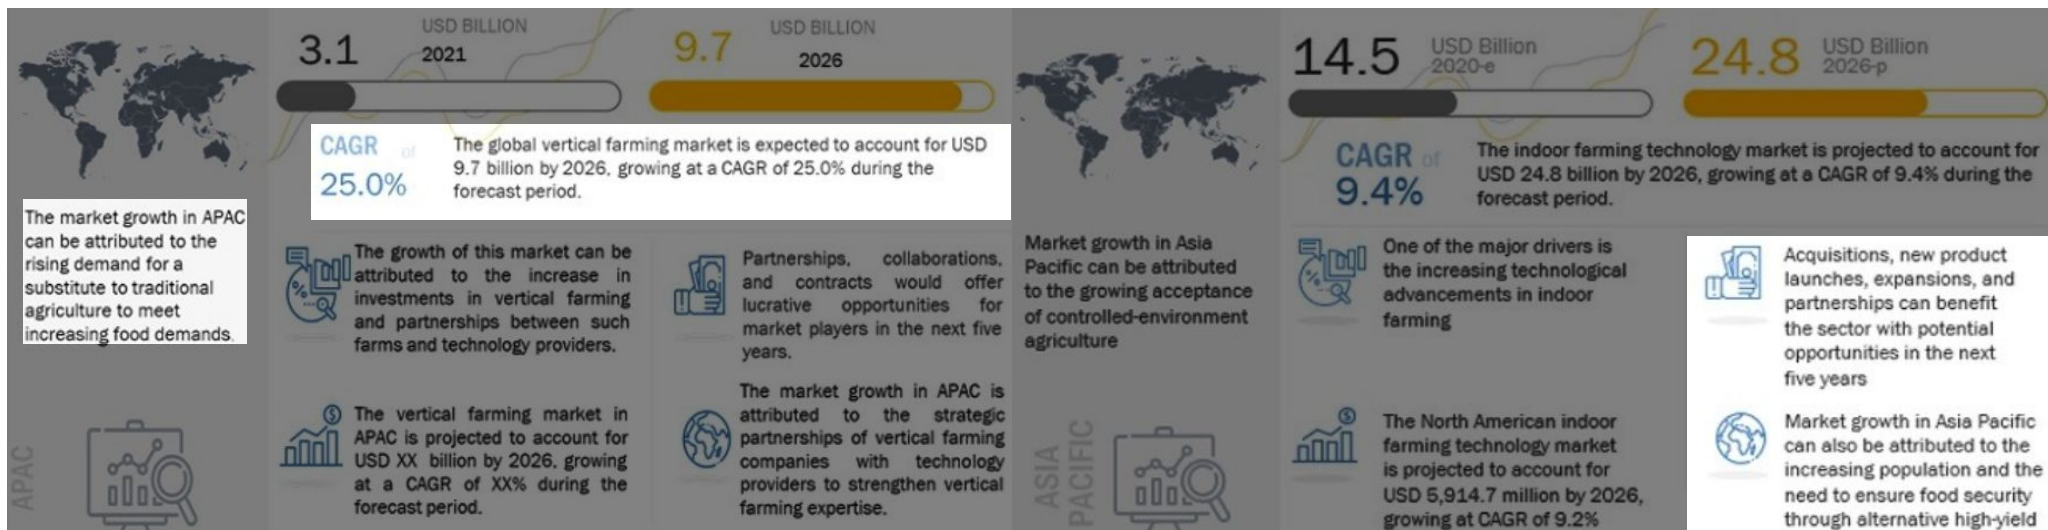 The market growth in APAC
can be attributed to the
rising demand for a
substitute to traditional
agriculture to meet
increasing food demands.
APAC
3.1
USD BILLION
2021
9.7
USD BILLION
2026
CAGR of
25.0%
The global vertical farming market is expected to account for USD
9.7 billion by 2026, growing at a CAGR of 25.0% during the
forecast period.
The growth of this market can be
attributed to the increase in
investments in vertical farming
and partnerships between such
farms and technology providers.
Partnerships, collaborations,
and contracts would offer
lucrative opportunities for
market players in the next five
years.
The vertical farming market in
APAC is projected to account for
USD XX billion by 2026, growing
at a CAGR of XX% during the
forecast period.
The market growth in APAC is
attributed to the strategic
partnerships of vertical farming
companies with technology
providers to strengthen vertical
farming expertise.
Market growth in Asia
Pacific can be attributed
to the growing acceptance
of controlled-environment
agriculture
ASIA
PACIFIC
14.5
USD Billion
2020-e
24.8
USD Billion
2026-p
CAGR of
9.4%
The indoor farming technology market is projected to account for
USD 24.8 billion by 2026, growing at a CAGR of 9.4% during the
forecast period.
One of the major drivers is
the increasing technological
advancements in indoor
farming
Acquisitions, new product
launches, expansions, and
partnerships can benefit
the sector with potential
opportunities in the next
five years
The North American indoor
farming technology market
is projected to account for
USD 5,914.7 million by 2026,
growing at CAGR of 9.2%
Market growth in Asia Pacific
can also be attributed to the
increasing population and the
need to ensure food security
through alternative high-yield